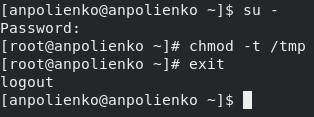 [anpolienko@anpolienko ~]$ su -
Password:
[root@anpolienko ~]# chmod -t /tmp
[root@anpolienko ~]# exit
logout
[anpolienko@anpolienko ~]$